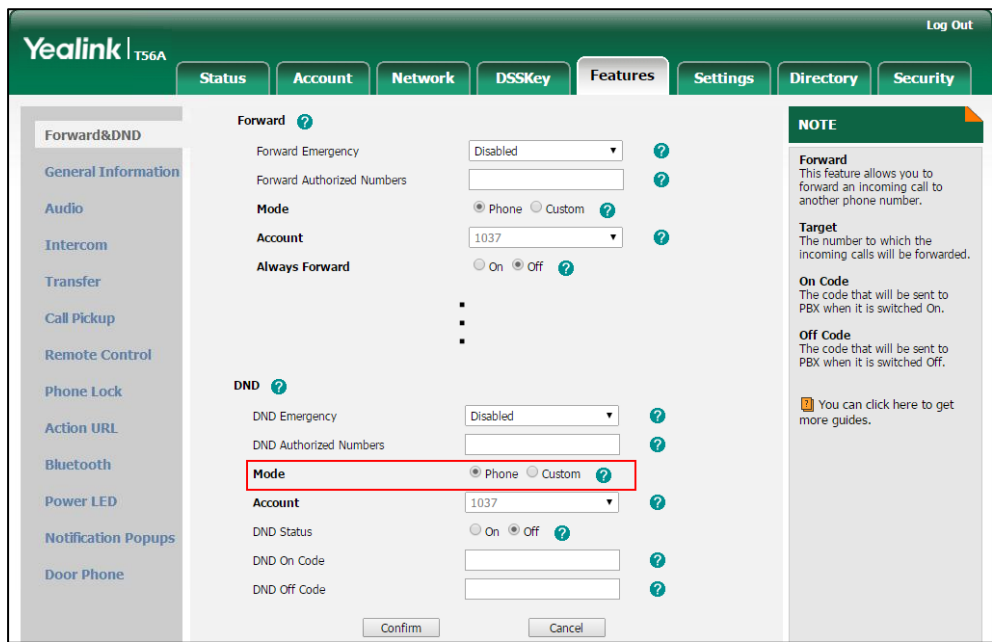 Log Out
Yealink T56A
Status Account Network DSSKey Features Settings Directory Security
Forward&DND
General Information
Audio
Intercom
Transfer
Call Pickup
Remote Control
Phone Lock
Action URL
Bluetooth
Power LED
Notification Popups
Door Phone
Forward ?
Forward Emergency Disabled ?
Forward Authorized Numbers ?
Mode Phone Custom ?
Account 1037 ?
Always Forward On Off ?
DND ?
DND Emergency Disabled ?
DND Authorized Numbers ?
Mode Phone Custom ?
Account 1037 ?
DND Status On Off ?
DND On Code ?
DND Off Code ?
Confirm Cancel
NOTE
Forward
This feature allows you to
forward an incoming call to
another phone number.
Target
The number to which the
incoming calls will be forwarded.
On Code
The code that will be sent to
PBX when it is switched On.
Off Code
The code that will be sent to
PBX when it is switched Off.
? You can click here to get
more guides.